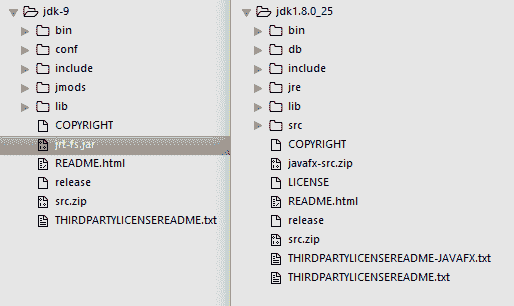 jdk-9
bin
conf
include
jmods
lib
COPYRIGHT
jrt-fs.jar
README.html
release
src.zip
THIRDPARTYLICENSEREADME.txt
jdk1.8.0_25
bin
db
include
jre
lib
src
COPYRIGHT
javafx-src.zip
LICENSE
README.html
release
src.zip
THIRDPARTYLICENSEREADME-JAVAFX.txt
THIRDPARTYLICENSEREADME.txt